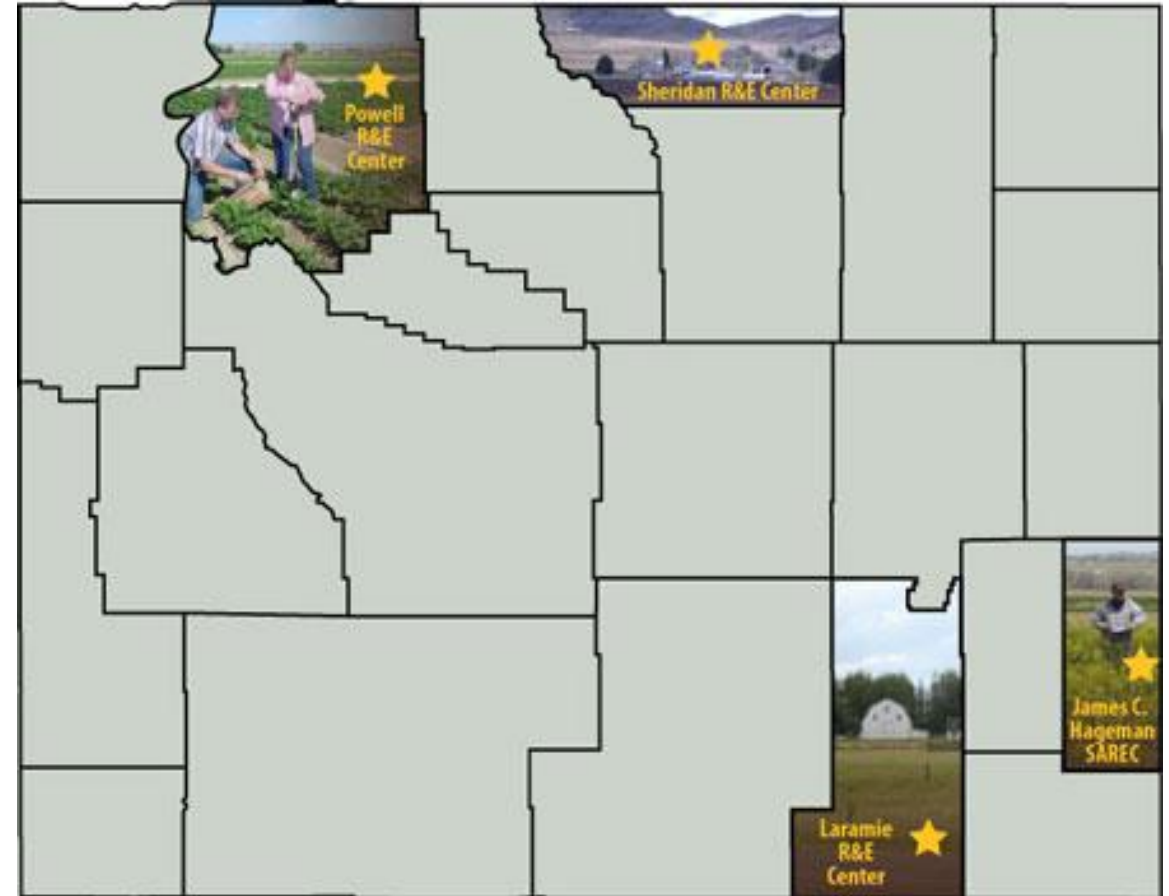 Powell
R&E
Center
Sheridan R&E Center
James C.
Hageman
SAREC
Laramie
R&E
Center